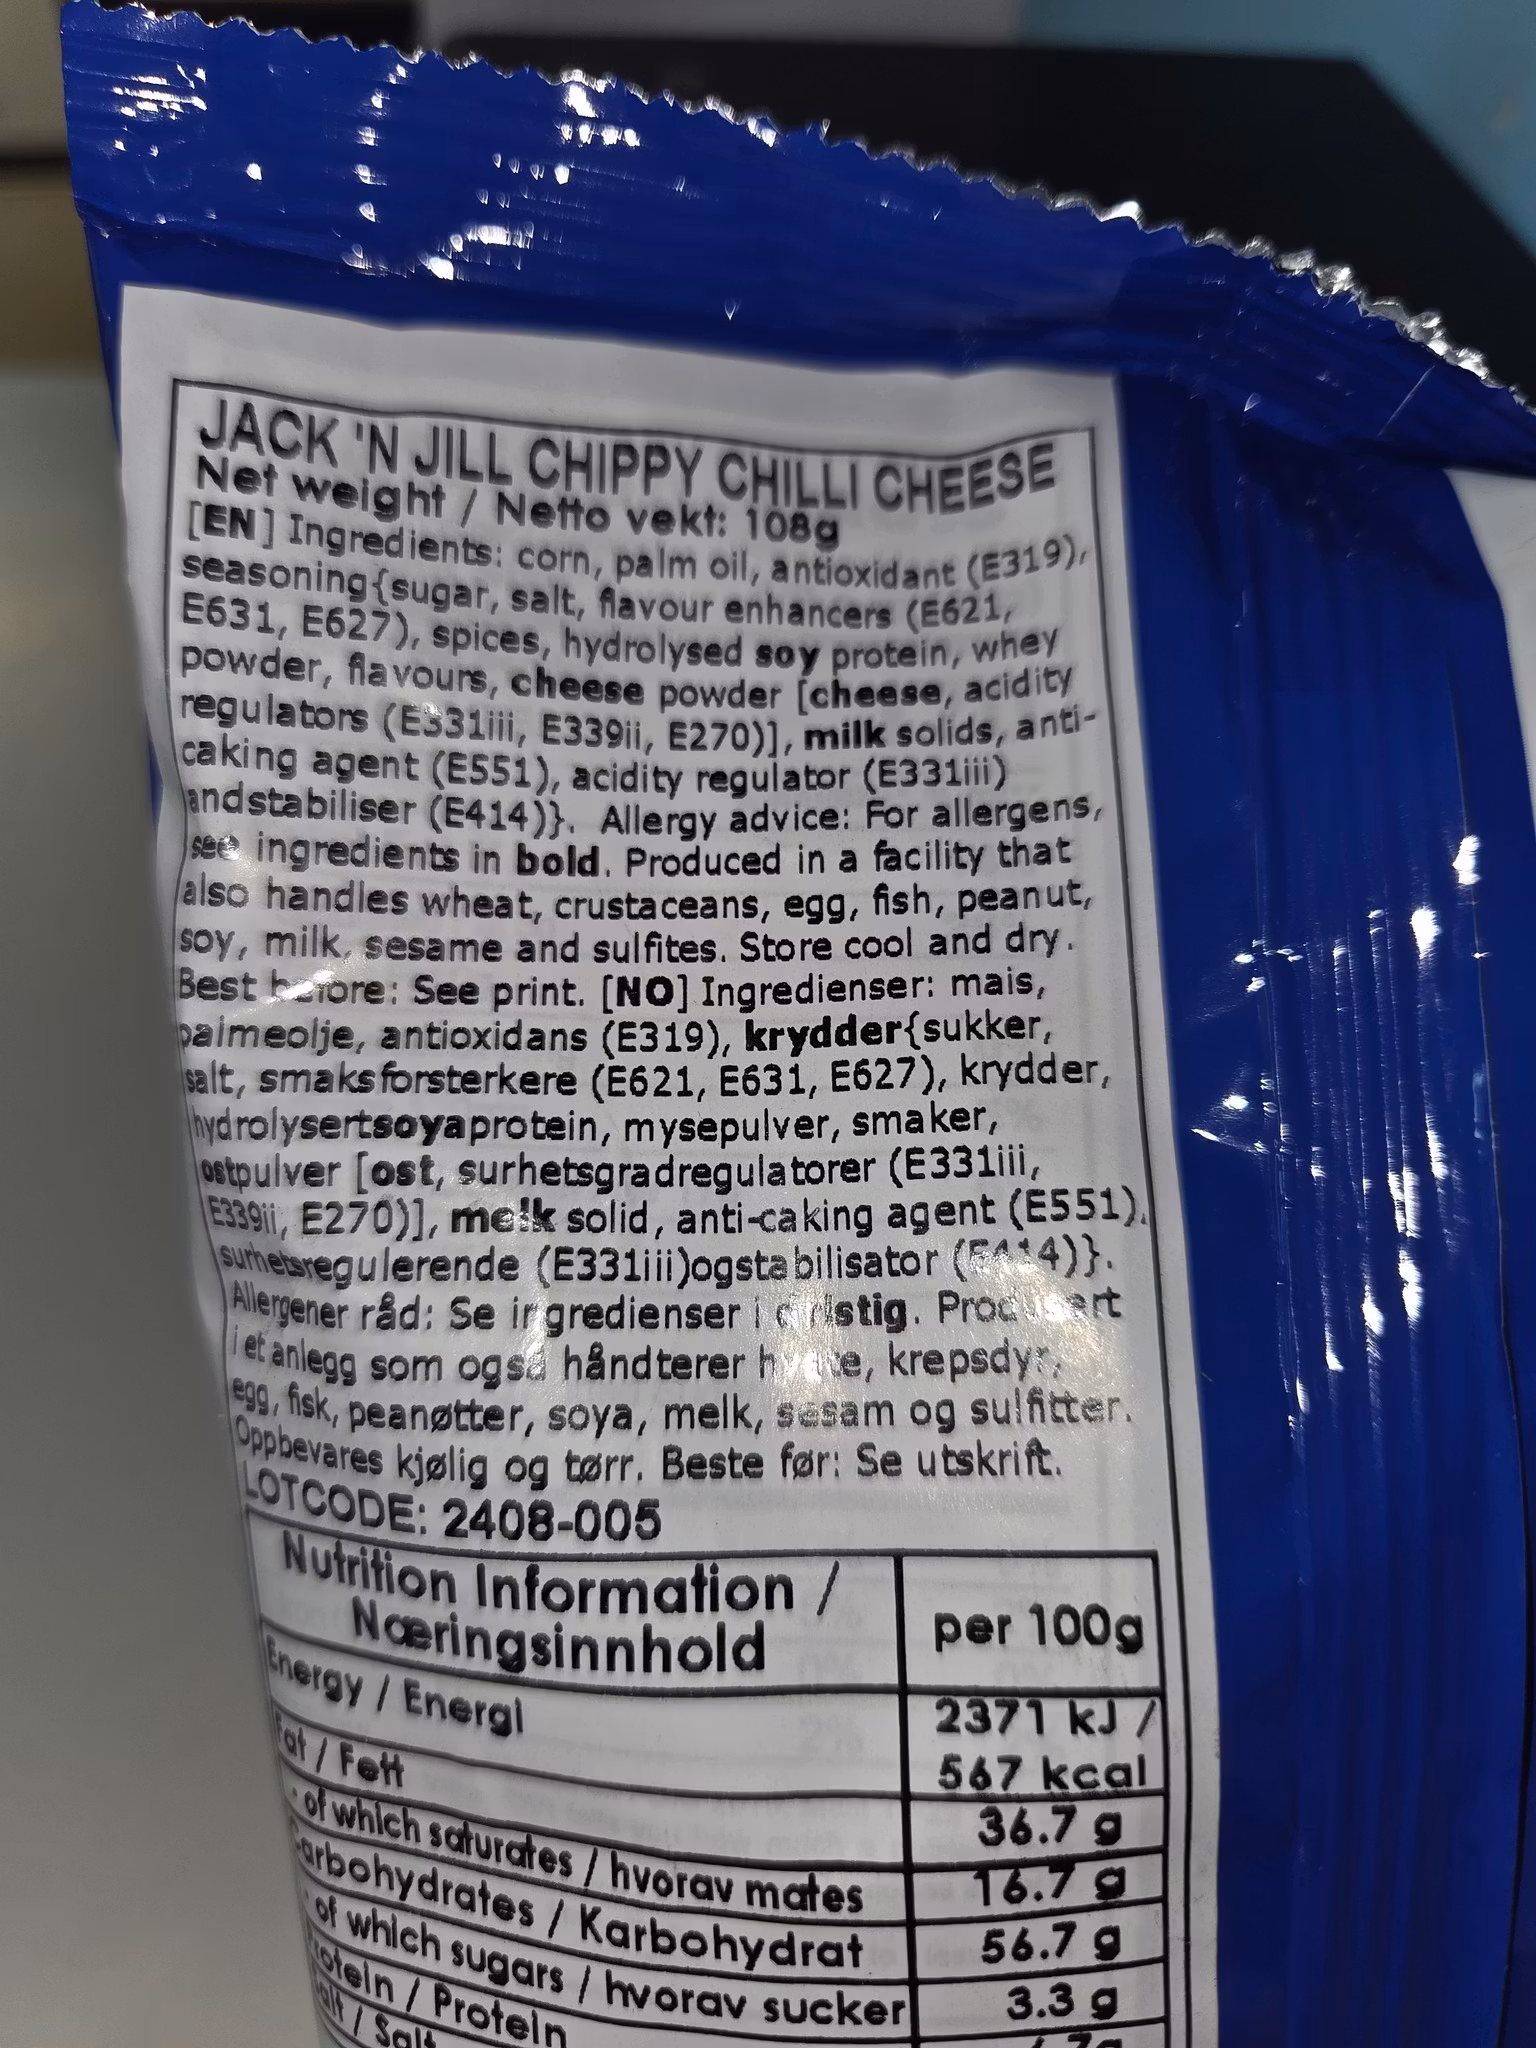 JACK 'N JILL CHIPPY CHILLI CHEESE
Net weight / Netto vekt: 108g
[EN] Ingredients: corn, palm oil, antioxidant (E319),
seasoning{sugar, salt, flavour enhancers (E621,
E631, E627), spices, hydrolysed soy protein, whey
powder, flavours, cheese powder [cheese, acidity
regulators (E331iii, E339ii, E270)], milk solids, anti-
caking agent (E551), acidity regulator (E331iii)
andstabiliser (E414)}. Allergy advice: For allergens,
see ingredients in bold. Produced in a facility that
also handles wheat, crustaceans, egg, fish, peanut,
soy, milk, sesame and sulfites. Store cool and dry.
Best before: See print. [NO] Ingredienser: mais,
palmeolje, antioxidans (E319), krydder{sukker,
salt, smaksforsterkere (E621, E631, E627), krydder,
hydrolysertsoyaprotein, mysepulver, smaker,
ostpulver [ost, surhetsgradregulatorer (E331iii,
E339ii, E270)], melk solid, anti-caking agent (E551),
surhetsregulerende (E331iii)ogstabilisator (E414)}.
Allergener råd: Se ingredienser i . Produsert
i et anlegg som også håndterer hvete, krepsdyr,
egg, fisk, peanøtter, soya, melk, sesam og sulfitter.
Oppbevares kjølig og tørr. Beste før: Se utskrift.
LOTCODE: 2408-005
Nutrition Information /
Næringsinnhold
per 100g
Energy / Energi
2371 kJ /
567 kcal
Fat / Fett
36.7 g
- of which saturates / hvorav mates
16.7 g
Carbohydrates / Karbohydrat
56.7 g
- of which sugars / hvorav sucker
3.3 g
Protein / Protein
Salt / Salt